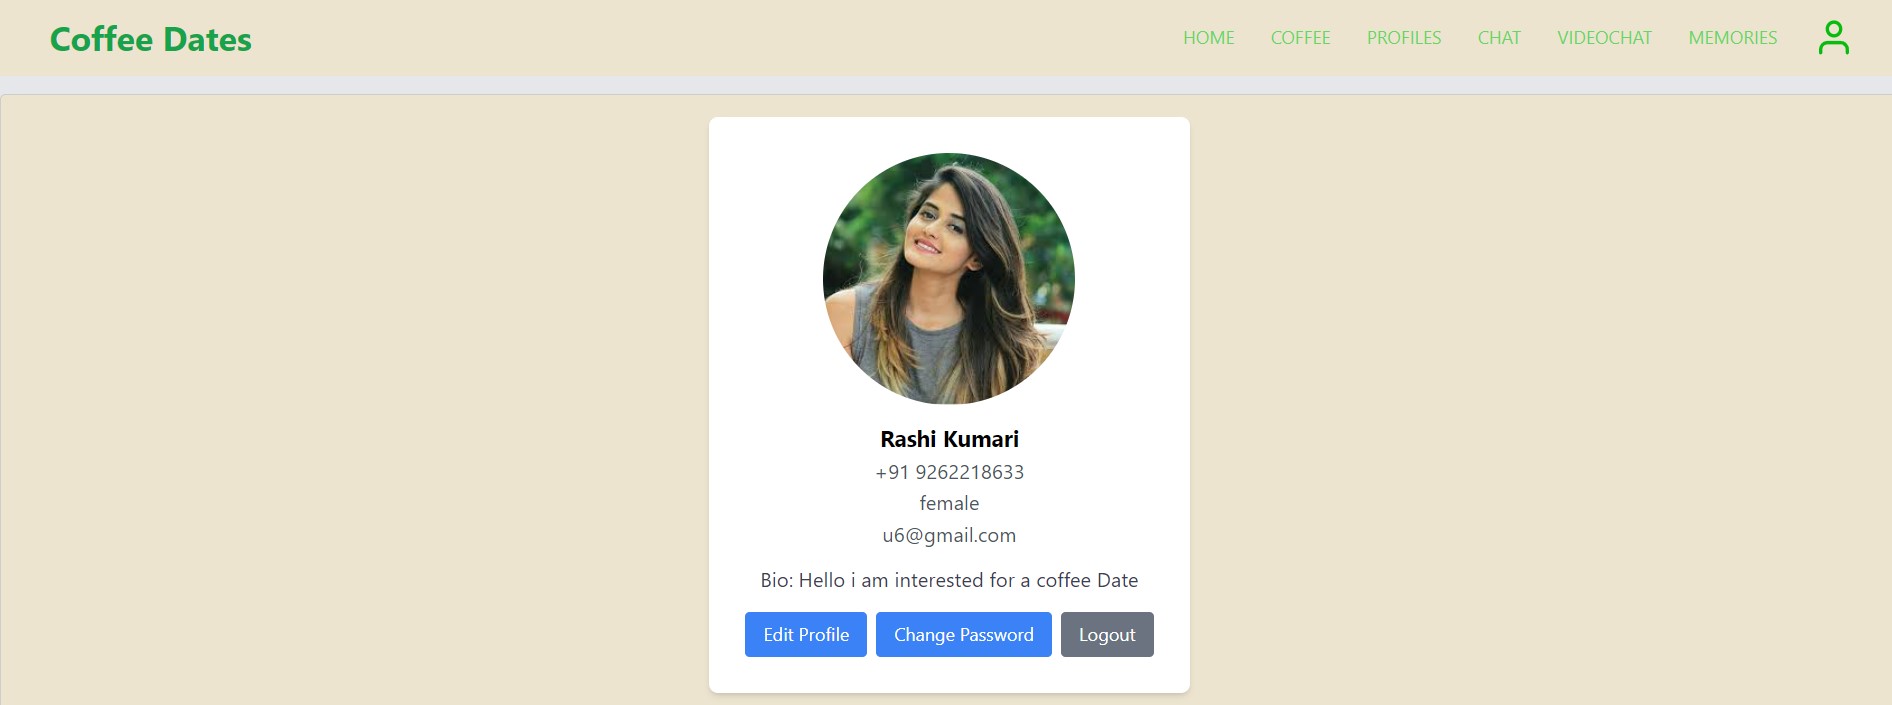 Coffee Dates
HOME COFFEE PROFILES CHAT VIDEOCHAT MEMORIES
Rashi Kumari
+91 9262218633
female
u6@gmail.com
Bio: Hello i am interested for a coffee Date
Edit Profile Change Password Logout